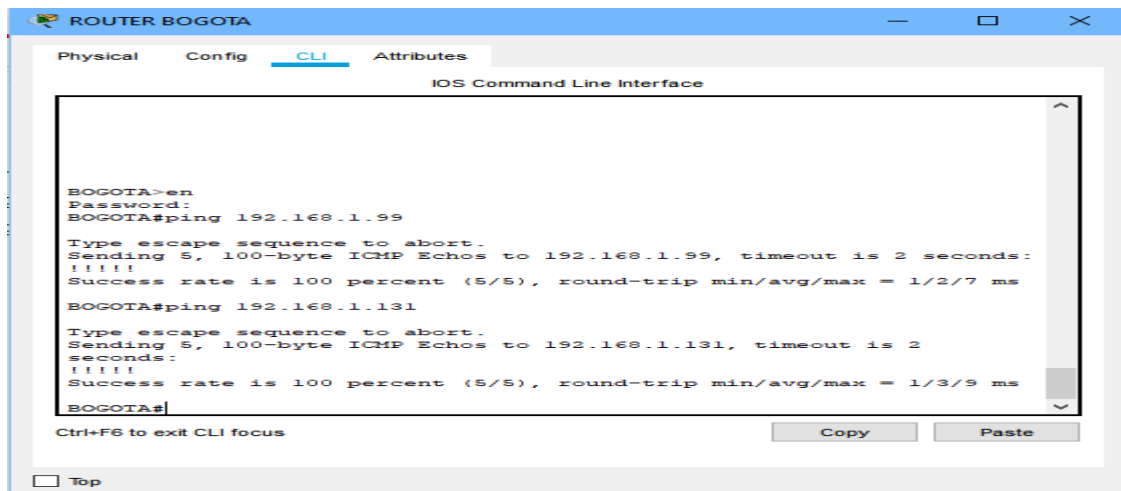 ROUTER BOGOTA
Physical Config CLI Attributes
IOS Command Line Interface
BOGOTA>en
Password:
BOGOTA#ping 192.168.1.99
Type escape sequence to abort.
Sending 5, 100-byte ICMP Echos to 192.168.1.99, timeout is 2 seconds:
!!!!!
Success rate is 100 percent (5/5), round-trip min/avg/max = 1/2/7 ms
BOGOTA#ping 192.168.1.131
Type escape sequence to abort.
Sending 5, 100-byte ICMP Echos to 192.168.1.131, timeout is 2
seconds:
!!!!!
Success rate is 100 percent (5/5), round-trip min/avg/max = 1/3/9 ms
BOGOTA#
Ctrl+F6 to exit CLI focus
Copy Paste
Top